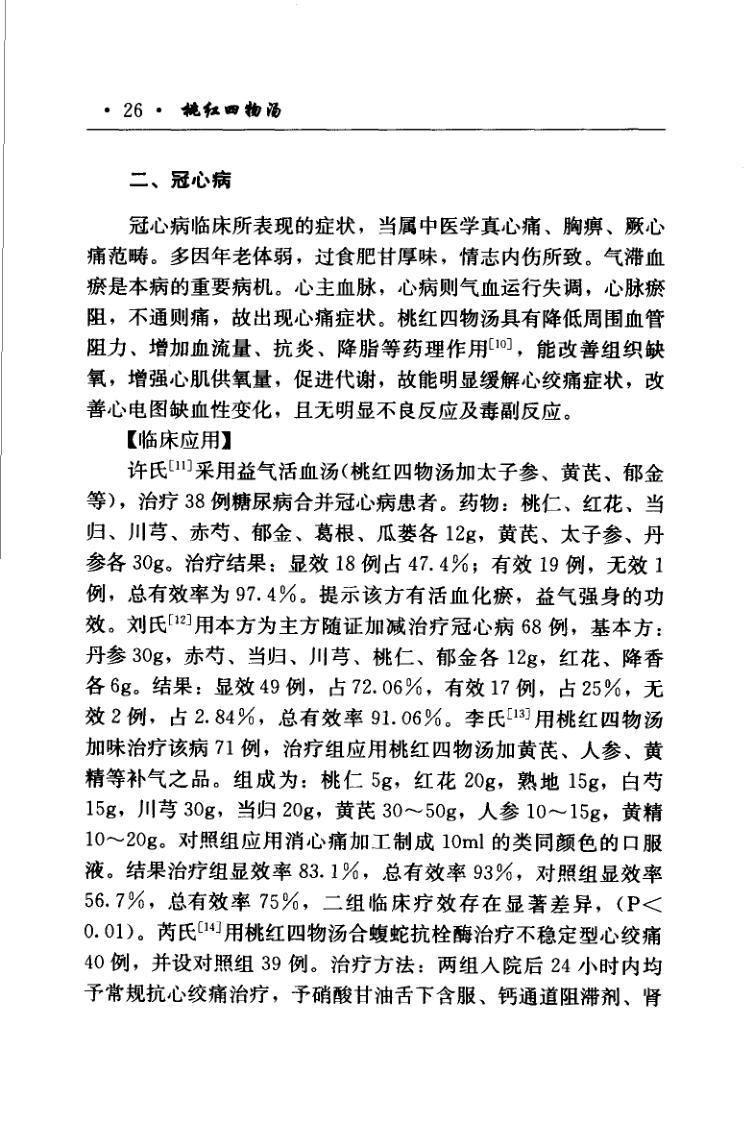 · 26 · 桃红四物汤
二、冠心病
冠心病临床所表现的症状，当属中医学真心痛、胸痹、厥心
痛范畴。多因年老体弱，过食肥甘厚味，情志内伤所致。气滞血
瘀是本病的重要病机。心主血脉，心病则气血运行失调，心脉瘀
阻，不通则痛，故出现心痛症状。桃红四物汤具有降低周围血管
阻力、增加血流量、抗炎、降脂等药理作用[10]，能改善组织缺
氧，增强心肌供氧量，促进代谢，故能明显缓解心绞痛症状，改
善心电图缺血性变化，且无明显不良反应及毒副反应。
【临床应用】
许氏[11]采用益气活血汤(桃红四物汤加太子参、黄芪、郁金
等)，治疗 38 例糖尿病合并冠心病患者。药物：桃仁、红花、当
归、川芎、赤芍、郁金、葛根、瓜蒌各 12g，黄芪、太子参、丹
参各 30g。治疗结果：显效 18 例占 47.4%；有效 19 例，无效 1
例，总有效率为 97.4%。提示该方有活血化瘀，益气强身的功
效。刘氏[12]用本方为主方随证加减治疗冠心病 68 例，基本方：
丹参 30g，赤芍、当归、川芎、桃仁、郁金各 12g，红花、降香
各 6g。结果：显效 49 例，占 72.06%，有效 17 例，占 25%，无
效 2 例，占 2.84%，总有效率 91.06%。李氏[13]用桃红四物汤
加味治疗该病 71 例，治疗组应用桃红四物汤加黄芪、人参、黄
精等补气之品。组成为：桃仁 5g，红花 20g，熟地 15g，白芍
15g，川芎 30g，当归 20g，黄芪 30～50g，人参 10～15g，黄精
10～20g。对照组应用消心痛加工制成 10ml 的类同颜色的口服
液。结果治疗组显效率 83.1%，总有效率 93%，对照组显效率
56.7%，总有效率 75%，二组临床疗效存在显著差异，(P＜
0.01)。芮氏[14]用桃红四物汤合蝮蛇抗栓酶治疗不稳定型心绞痛
40 例，并设对照组 39 例。治疗方法：两组入院后 24 小时内均
予常规抗心绞痛治疗，予硝酸甘油舌下含服、钙通道阻滞剂、肾